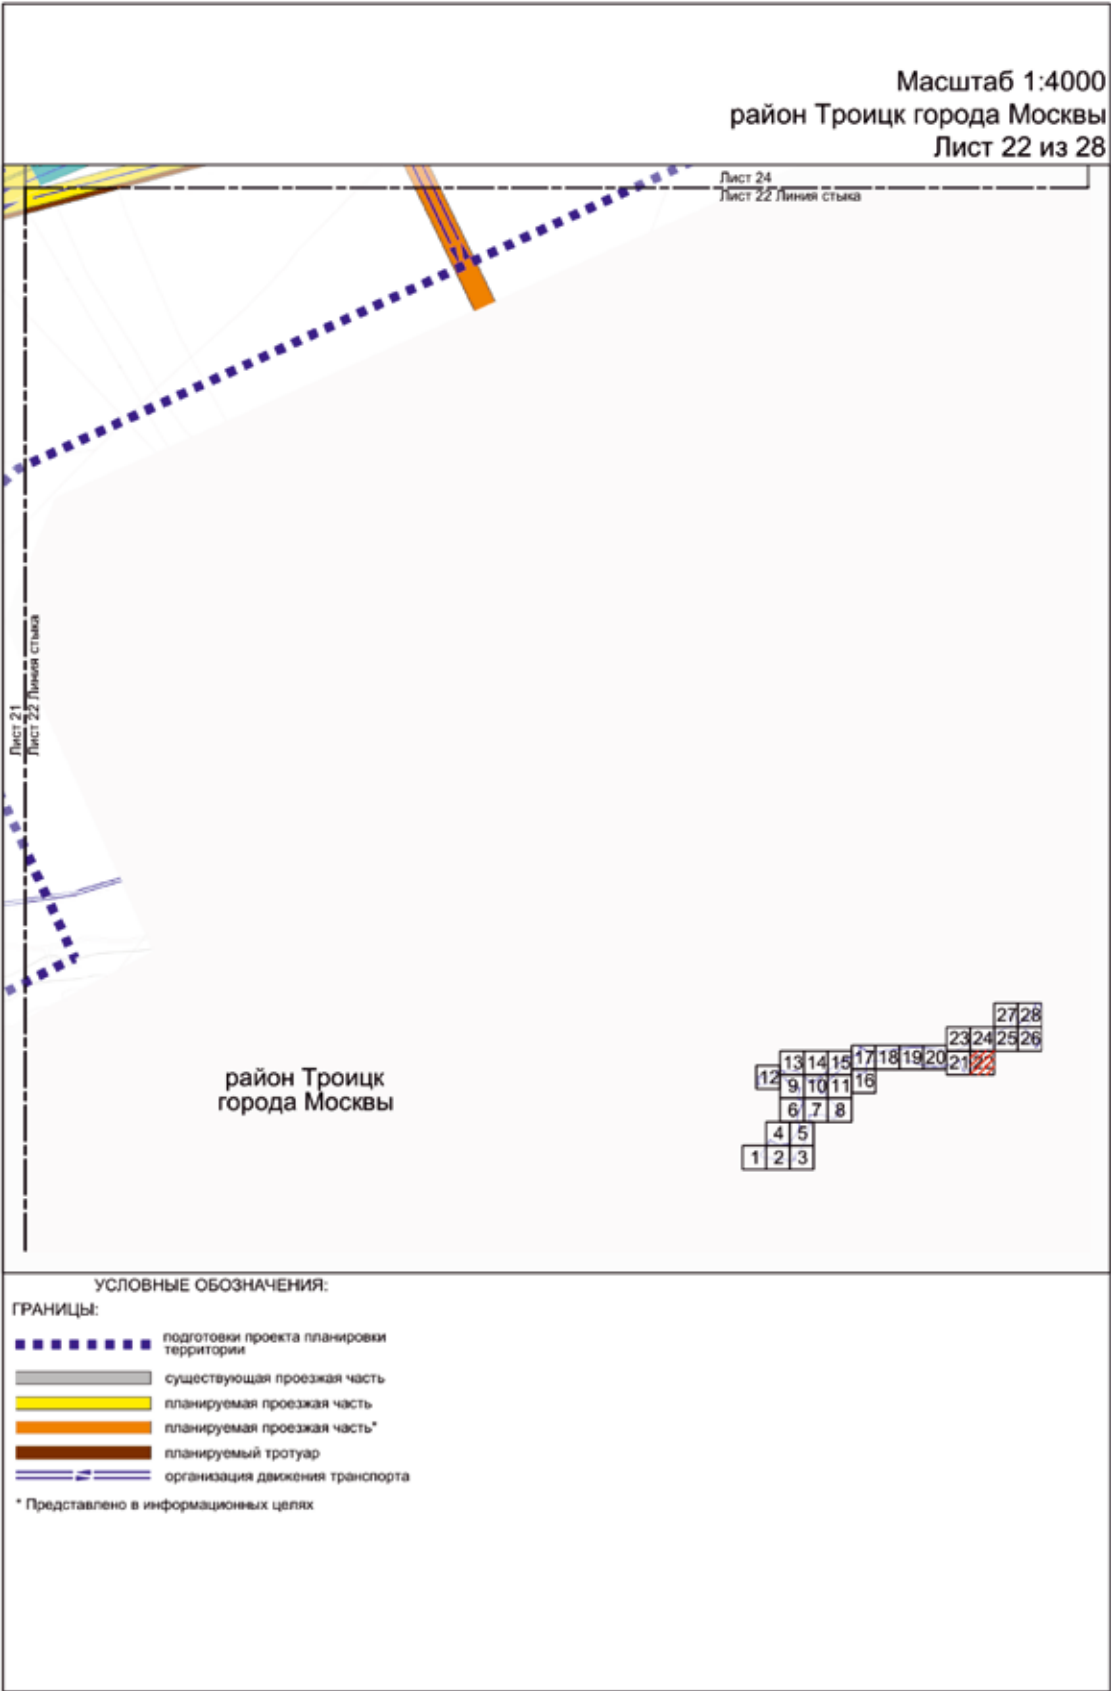 Масштаб 1:4000
район Троицк города Москвы
Лист 22 из 28
Лист 24
Лист 22 Линия стыка
Лист 21
Лист 22 Линия стыка
район Троицк
города Москвы
27 28
23 24 25 26
13 14 15 17 18 19 20 21 22
12 9 10 11 16
6 7 8
4 5
1 2 3
УСЛОВНЫЕ ОБОЗНАЧЕНИЯ:
ГРАНИЦЫ:
подготовки проекта планировки
территории
существующая проезжая часть
планируемая проезжая часть
планируемая проезжая часть*
планируемый тротуар
организация движения транспорта
* Представлено в информационных целях